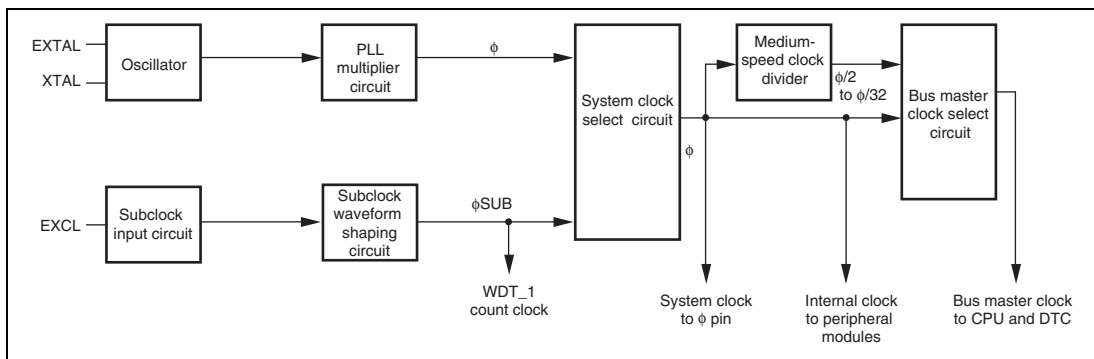 EXTAL
XTAL
Oscillator
PLL
multiplier
circuit
ϕ
System clock
select circuit
ϕ
Medium-
speed clock
divider
ϕ/2
to ϕ/32
Bus master
clock select
circuit
EXCL
Subclock
input circuit
Subclock
waveform
shaping
circuit
ϕSUB
WDT_1
count clock
System clock
to ϕ pin
Internal clock
to peripheral
modules
Bus master clock
to CPU and DTC